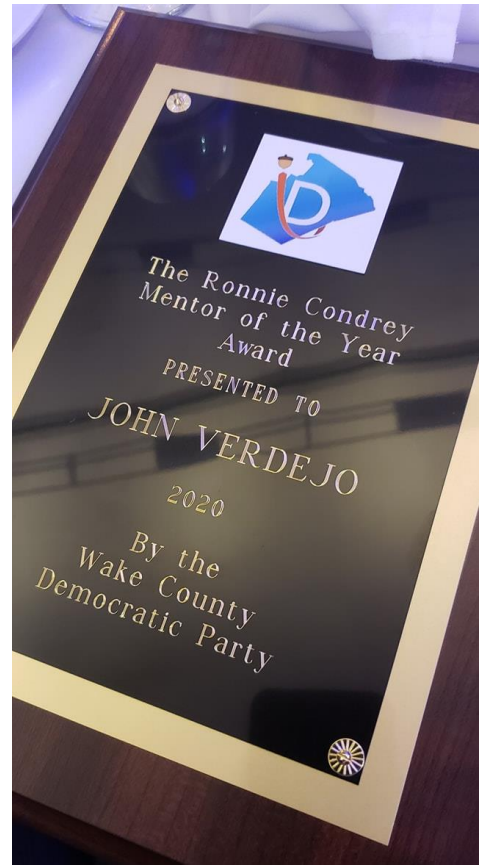 D
The Ronnie Condrey
Mentor of the Year
Award
PRESENTED TO
JOHN VERDEJO
2020
By the
Wake County
Democratic Party